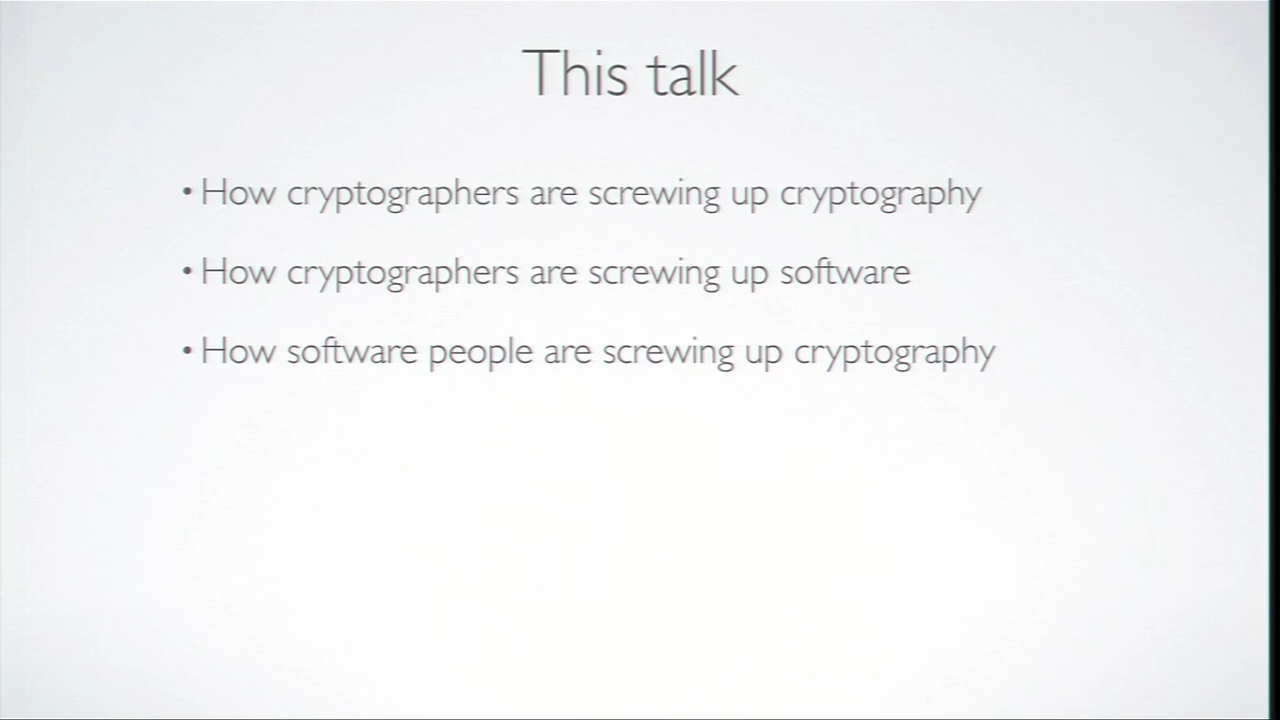 This talk
• How cryptographers are screwing up cryptography
• How cryptographers are screwing up software
• How software people are screwing up cryptography